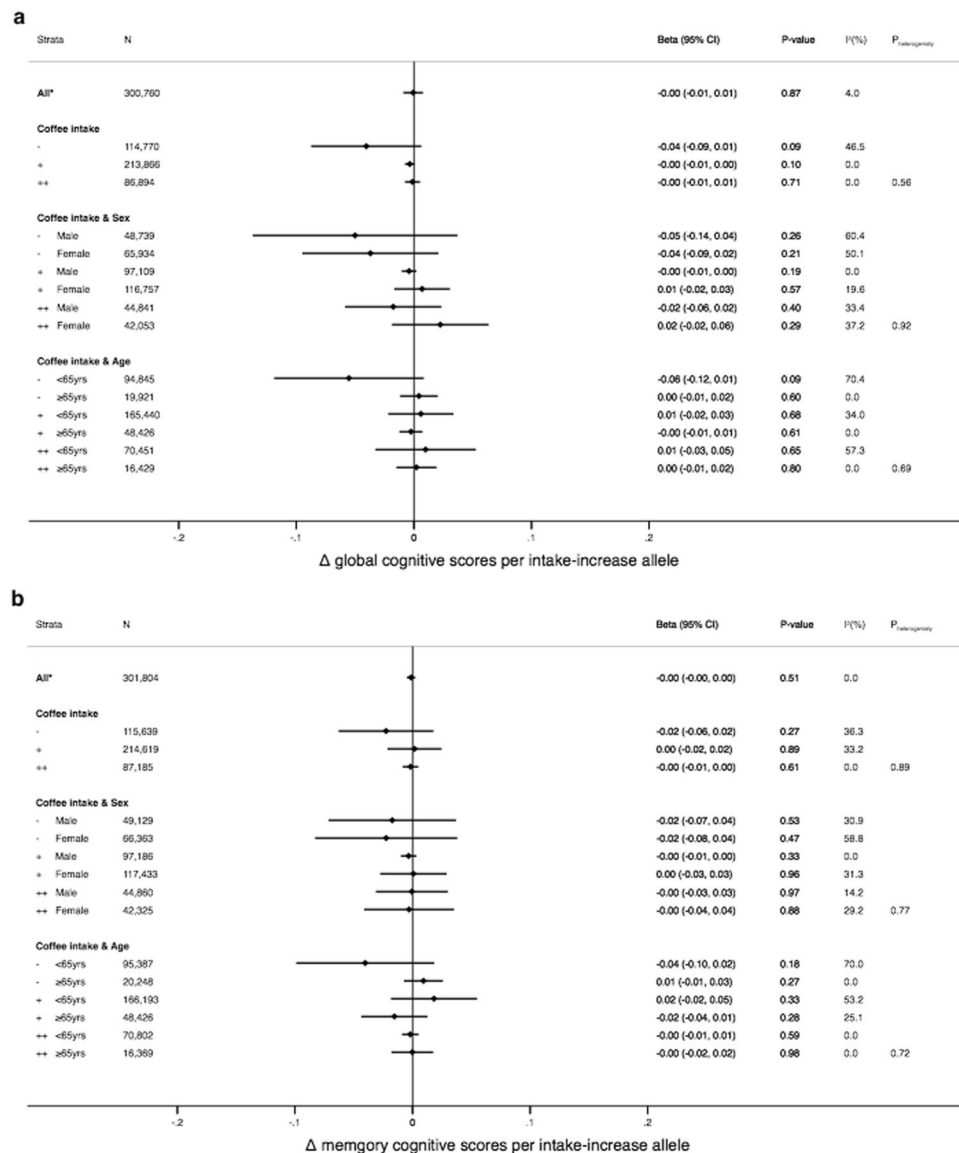 a
Strata N Beta (95% CI) P-value I²(%) P heterogeneity
All* 300,760 -0.00 (-0.01, 0.01) 0.87 4.0
Coffee intake
- 114,770 -0.04 (-0.09, 0.01) 0.09 46.5
+ 213,866 -0.00 (-0.01, 0.00) 0.10 0.0
++ 86,894 -0.00 (-0.01, 0.01) 0.71 0.0 0.56
Coffee intake & Sex
- Male 48,739 -0.05 (-0.14, 0.04) 0.26 60.4
- Female 65,934 -0.04 (-0.09, 0.02) 0.21 50.1
+ Male 97,109 -0.00 (-0.01, 0.00) 0.19 0.0
+ Female 116,757 0.01 (-0.02, 0.03) 0.57 19.6
++ Male 44,841 -0.02 (-0.06, 0.02) 0.40 33.4
++ Female 42,053 0.02 (-0.02, 0.06) 0.29 37.2 0.92
Coffee intake & Age
- <65yrs 94,845 -0.06 (-0.12, 0.01) 0.09 70.4
- ≥65yrs 19,921 0.00 (-0.01, 0.02) 0.60 0.0
+ <65yrs 165,440 0.01 (-0.02, 0.03) 0.68 34.0
+ ≥65yrs 48,426 -0.00 (-0.01, 0.01) 0.61 0.0
++ <65yrs 70,451 0.01 (-0.03, 0.05) 0.65 57.3
++ ≥65yrs 16,429 0.00 (-0.01, 0.02) 0.80 0.0 0.69
-.2 -.1 0 .1 .2
Δ global cognitive scores per intake-increase allele
b
Strata N Beta (95% CI) P-value I²(%) P heterogeneity
All* 301,804 -0.00 (-0.00, 0.00) 0.51 0.0
Coffee intake
- 115,639 -0.02 (-0.06, 0.02) 0.27 36.3
+ 214,619 0.00 (-0.02, 0.02) 0.89 33.2
++ 87,185 -0.00 (-0.01, 0.00) 0.61 0.0 0.89
Coffee intake & Sex
- Male 49,129 -0.02 (-0.07, 0.04) 0.53 30.9
- Female 66,363 -0.02 (-0.08, 0.04) 0.47 58.8
+ Male 97,186 -0.00 (-0.01, 0.00) 0.33 0.0
+ Female 117,433 0.00 (-0.03, 0.03) 0.96 31.3
++ Male 44,860 -0.00 (-0.03, 0.03) 0.97 14.2
++ Female 42,325 -0.00 (-0.04, 0.04) 0.88 29.2 0.77
Coffee intake & Age
- <65yrs 95,387 -0.04 (-0.10, 0.02) 0.18 70.0
- ≥65yrs 20,248 0.01 (-0.01, 0.03) 0.27 0.0
+ <65yrs 166,193 0.02 (-0.02, 0.05) 0.33 53.2
+ ≥65yrs 48,426 -0.02 (-0.04, 0.01) 0.28 25.1
++ <65yrs 70,802 -0.00 (-0.01, 0.01) 0.59 0.0
++ ≥65yrs 16,369 -0.00 (-0.02, 0.02) 0.98 0.0 0.72
-.2 -.1 0 .1 .2
Δ memgory cognitive scores per intake-increase allele